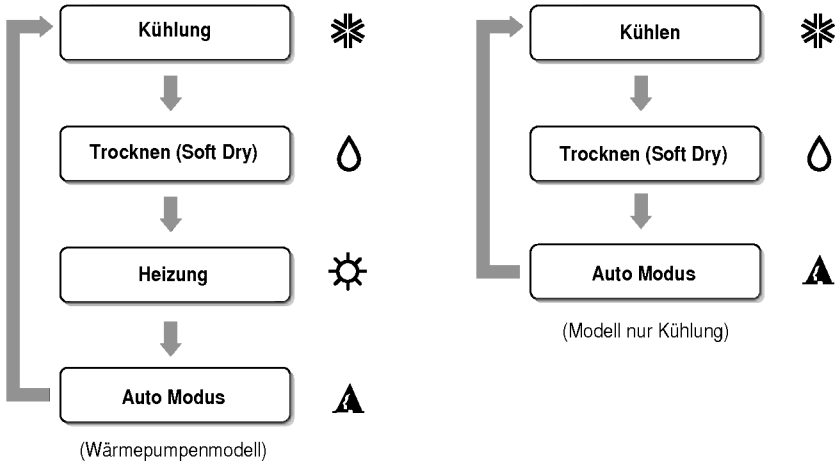 Kühlung
Trocknen (Soft Dry)
Heizung
Auto Modus
(Wärmepumpenmodell)
Kühlen
Trocknen (Soft Dry)
Auto Modus
(Modell nur Kühlung)